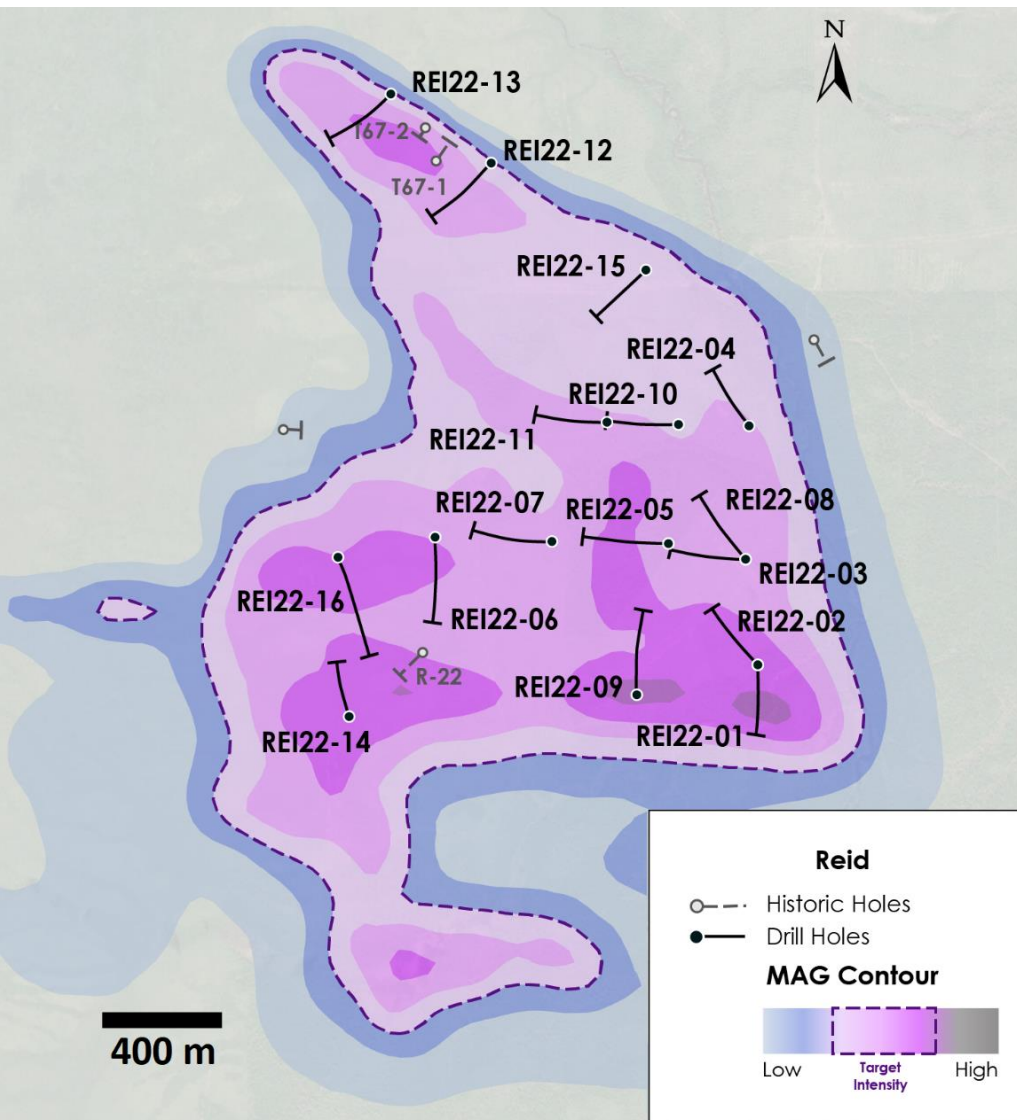 N
REI22-13
T67-2
REI22-12
T67-1
REI22-15
REI22-04
REI22-10
REI22-11
REI22-07
REI22-05
REI22-08
REI22-03
REI22-16
REI22-06
REI22-02
R-22
REI22-09
REI22-14
REI22-01
Reid
Historic Holes
Drill Holes
MAG Contour
Low
Target
Intensity
High
400 m